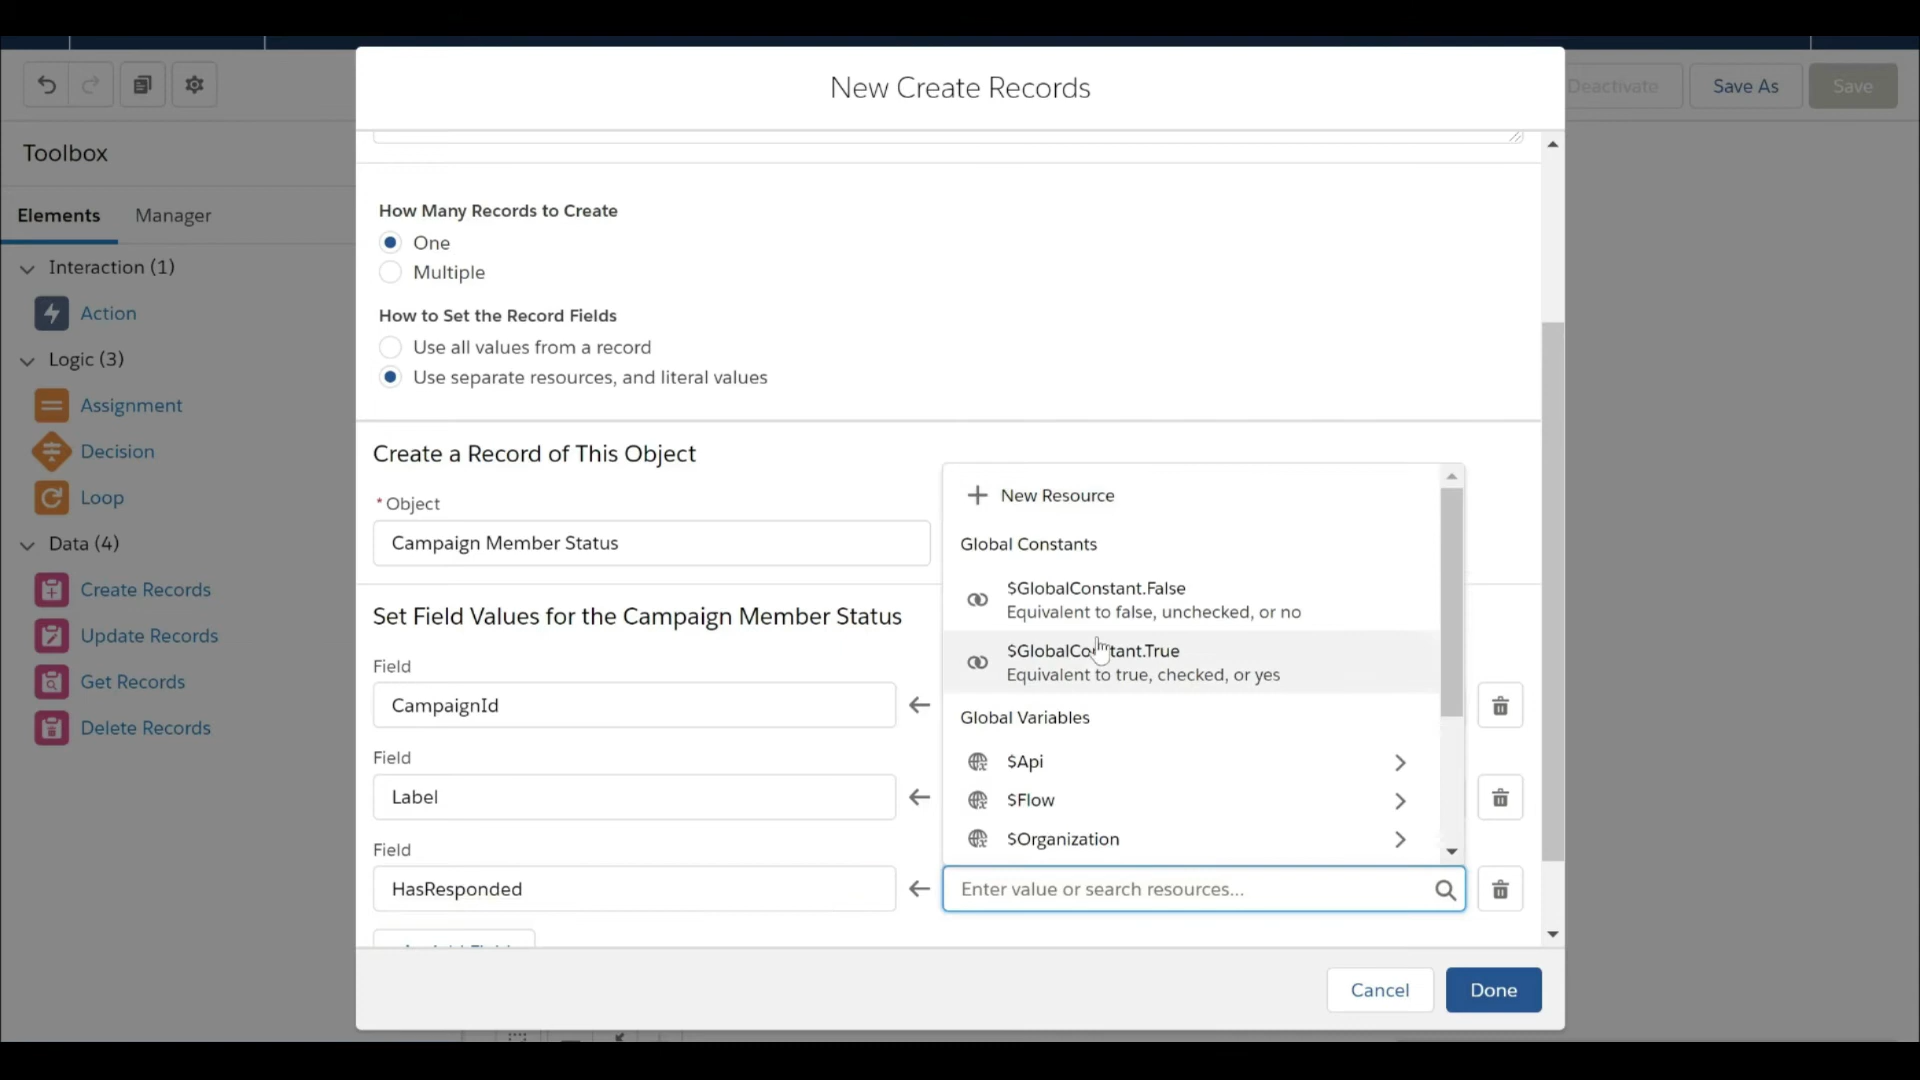 New Create Records
Deactivate
Save As
Save
Toolbox
Elements
Manager
Interaction (1)
Action
Logic (3)
Assignment
Decision
Loop
Data (4)
Create Records
Update Records
Get Records
Delete Records
How Many Records to Create
One
Multiple
How to Set the Record Fields
Use all values from a record
Use separate resources, and literal values
Create a Record of This Object
* Object
Campaign Member Status
Set Field Values for the Campaign Member Status
Field
CampaignId
Field
Label
Field
HasResponded
New Resource
Global Constants
$GlobalConstant.False
Equivalent to false, unchecked, or no
$GlobalConstant.True
Equivalent to true, checked, or yes
Global Variables
$Api
$Flow
$Organization
Enter value or search resources...
Cancel
Done